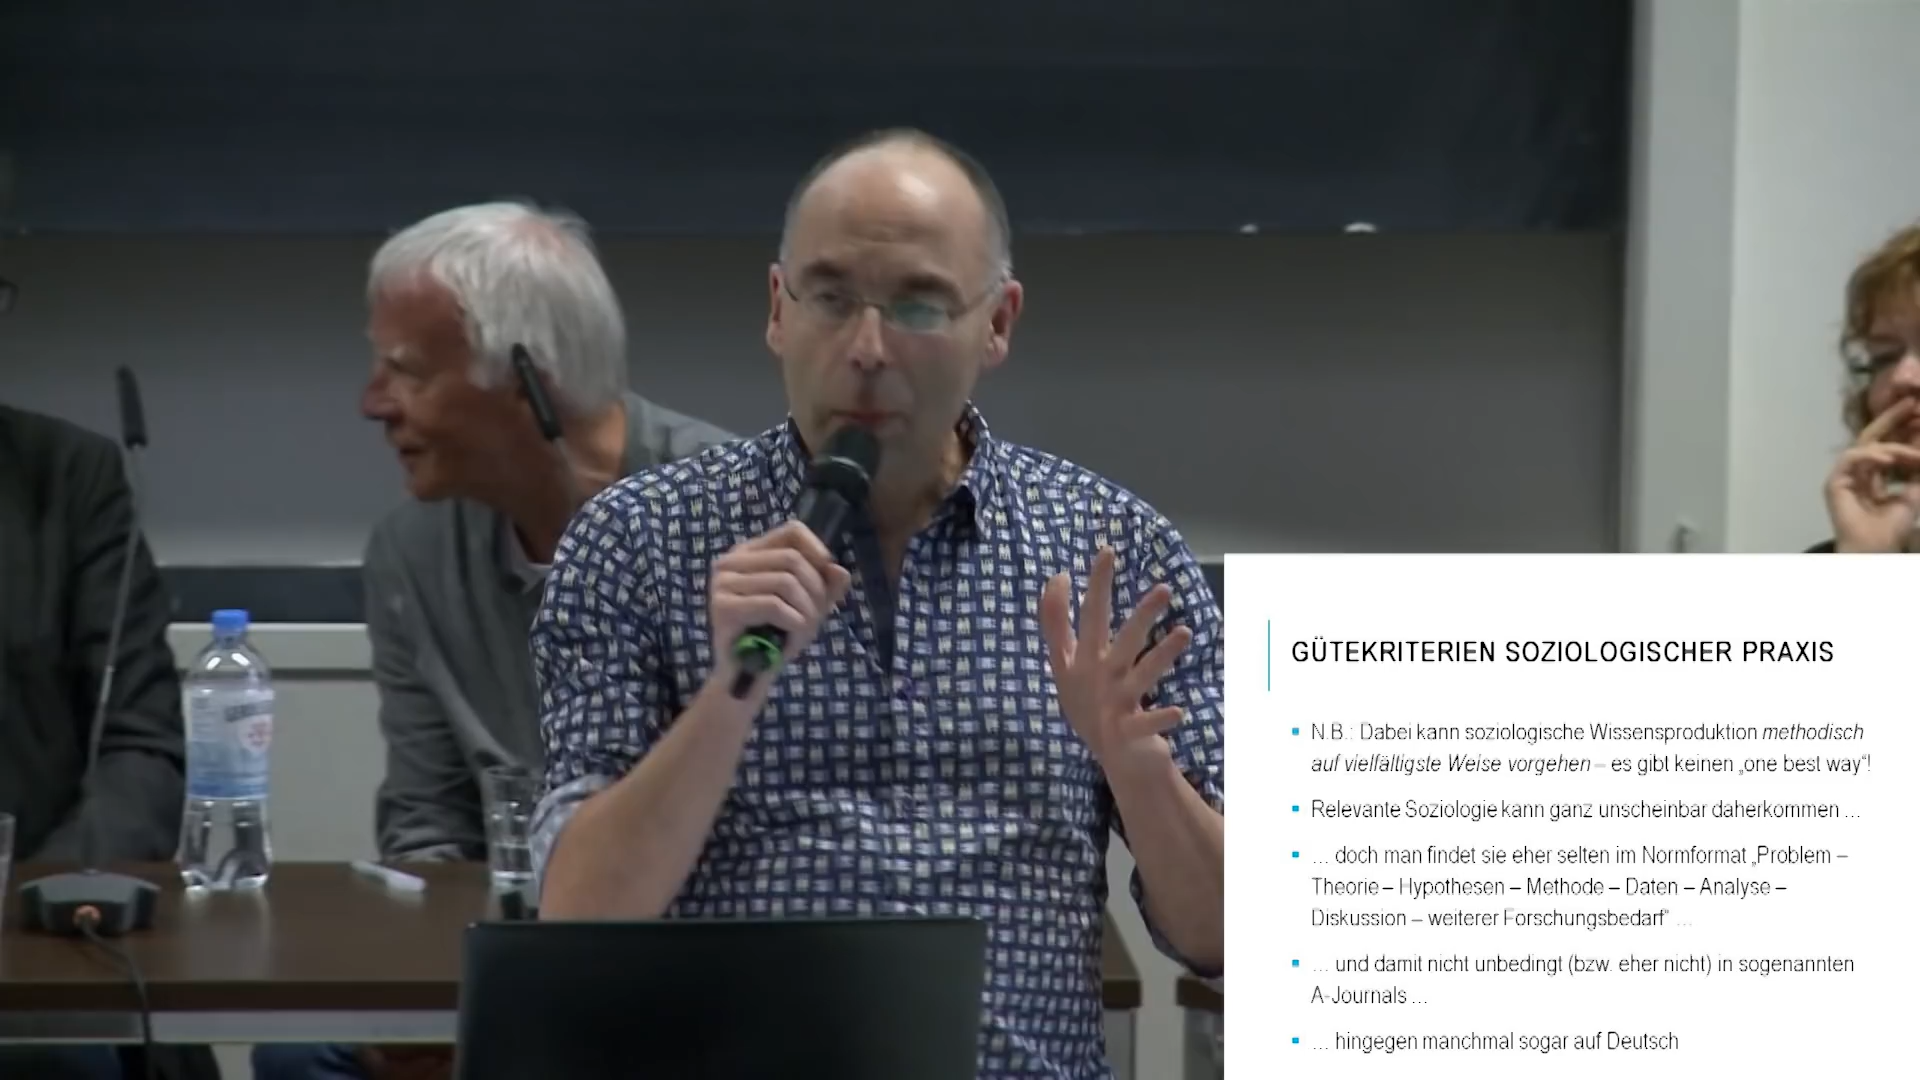 GÜTEKRITERIEN SOZIOLOGISCHER PRAXIS
N.B.: Dabei kann soziologische Wissensproduktion methodisch
auf vielfältigste Weise vorgehen – es gibt keinen „one best way“!
Relevante Soziologie kann ganz unscheinbar daherkommen …
… doch man findet sie eher selten im Normformat „Problem –
Theorie – Hypothesen – Methode – Daten – Analyse –
Diskussion – weiterer Forschungsbedarf“ …
… und damit nicht unbedingt (bzw. eher nicht) in sogenannten
A-Journals …
… hingegen manchmal sogar auf Deutsch